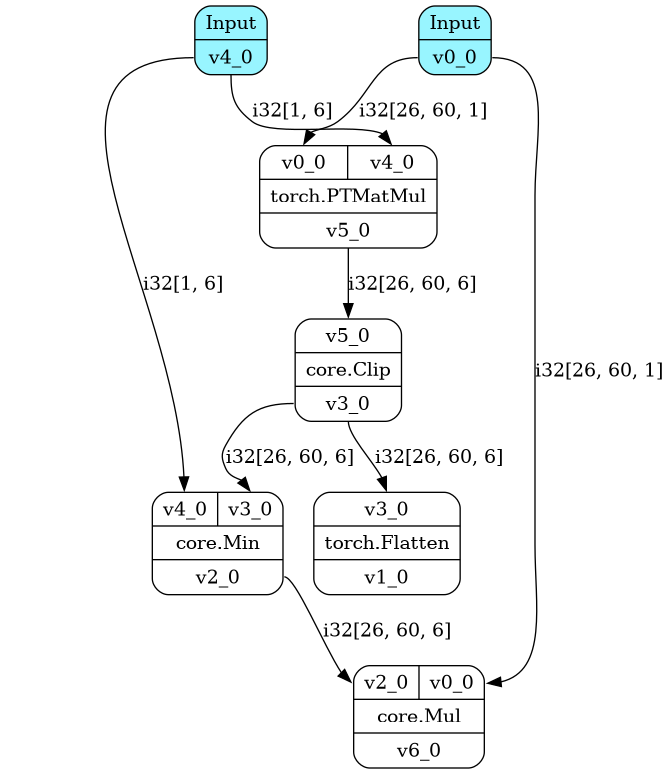 Input
v4_0
Input
v0_0
i32[1, 6]
i32[26, 60, 1]
v0_0
v4_0
torch.PTMatMul
v5_0
i32[1, 6]
i32[26, 60, 6]
v5_0
core.Clip
v3_0
i32[26, 60, 1]
i32[26, 60, 6]
i32[26, 60, 6]
v4_0
v3_0
core.Min
v2_0
v3_0
torch.Flatten
v1_0
i32[26, 60, 6]
v2_0
v0_0
core.Mul
v6_0